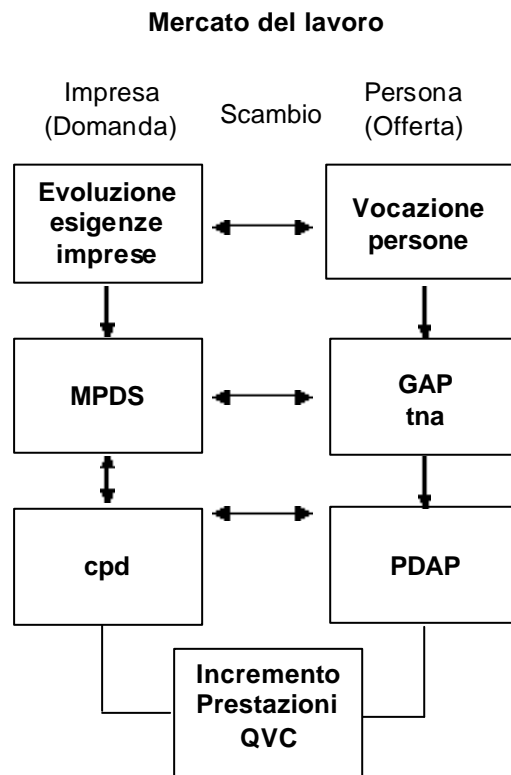 Mercato del lavoro
Impresa
(Domanda)
Scambio
Persona
(Offerta)
Evoluzione
esigenze
imprese
Vocazione
persone
MPDS
GAP
tna
cpd
PDAP
Incremento
Prestazioni
QVC